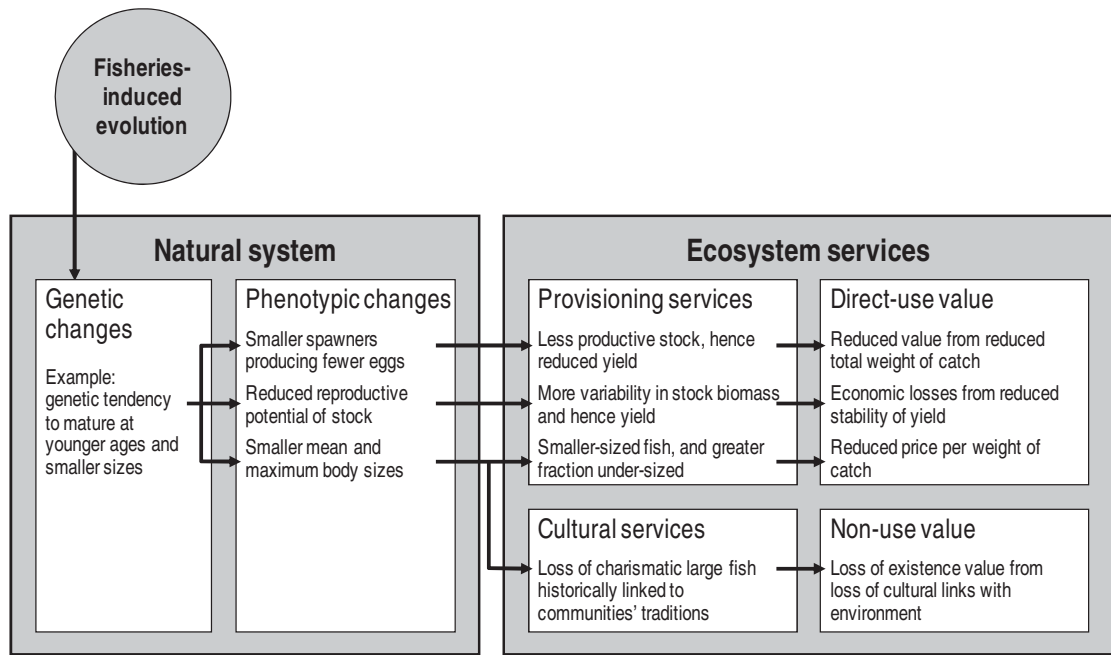 Fisheries-
induced
evolution
Natural system
Genetic
changes
Example:
genetic tendency
to mature at
younger ages and
smaller sizes
Phenotypic changes
Smaller spawners
producing fewer eggs
Reduced reproductive
potential of stock
Smaller mean and
maximum body sizes
Ecosystem services
Provisioning services
Less productive stock, hence
reduced yield
More variability in stock biomass
and hence yield
Smaller-sized fish, and greater
fraction under-sized
Direct-use value
Reduced value from reduced
total weight of catch
Economic losses from reduced
stability of yield
Reduced price per weight of
catch
Cultural services
Loss of charismatic large fish
historically linked to
communities' traditions
Non-use value
Loss of existence value from
loss of cultural links with
environment